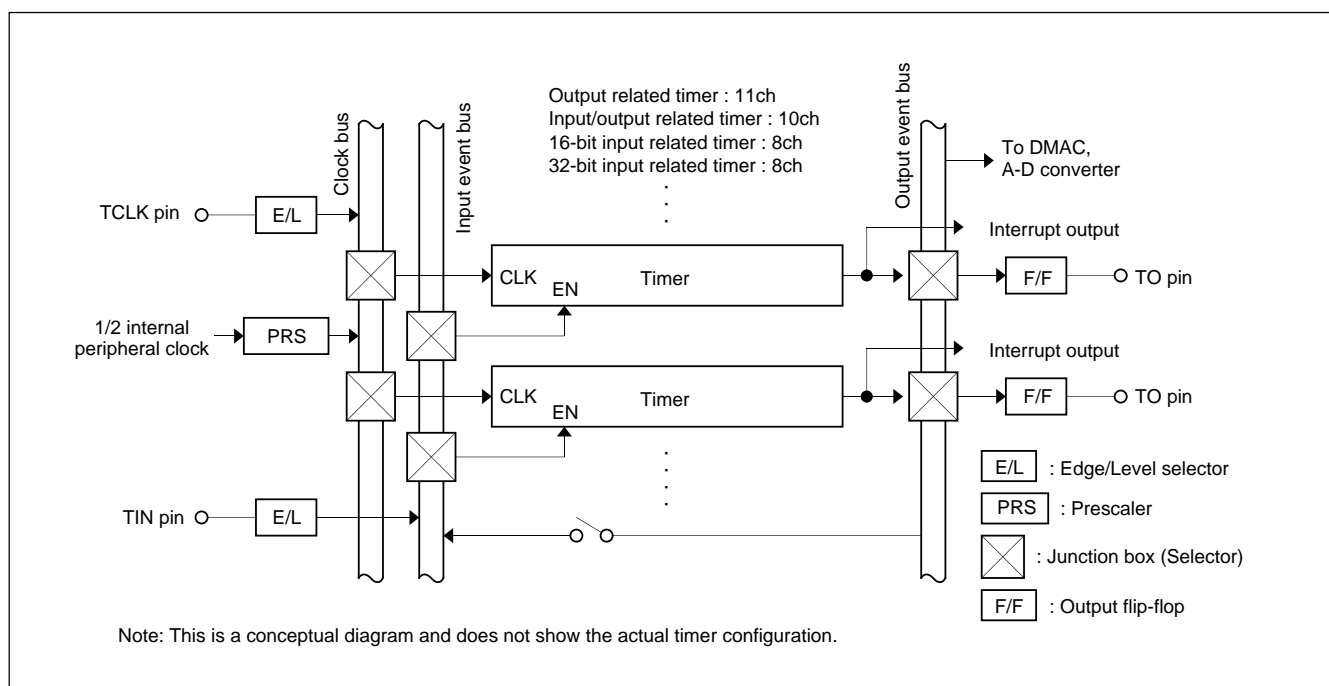 Output related timer : 11ch
Input/output related timer : 10ch
16-bit input related timer : 8ch
32-bit input related timer : 8ch
Clock bus
Input event bus
Output event bus
To DMAC,
A-D converter
TCLK pin
E/L
Interrupt output
CLK
EN
Timer
F/F
TO pin
1/2 internal
peripheral clock
PRS
Interrupt output
CLK
EN
Timer
F/F
TO pin
TIN pin
E/L
E/L : Edge/Level selector
PRS : Prescaler
: Junction box (Selector)
F/F : Output flip-flop
Note: This is a conceptual diagram and does not show the actual timer configuration.